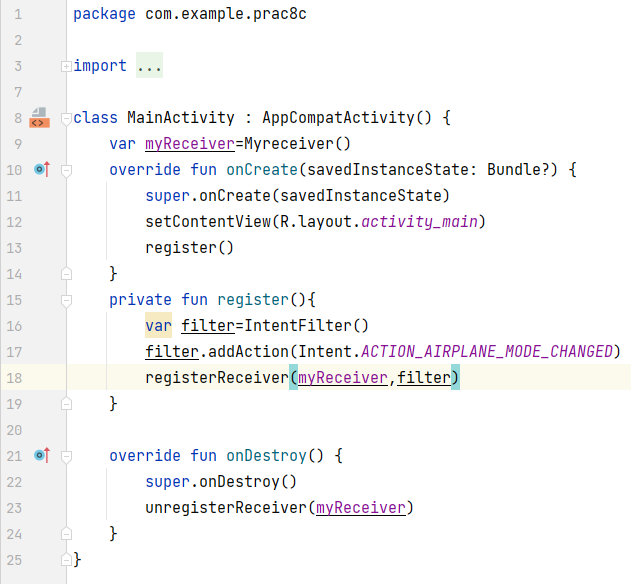 1 package com.example.prac8c
2
3 import ...
7
8 class MainActivity : AppCompatActivity() {
9 var myReceiver=Myreceiver()
10 override fun onCreate(savedInstanceState: Bundle?) {
11 super.onCreate(savedInstanceState)
12 setContentView(R.layout.activity_main)
13 register()
14 }
15 private fun register(){
16 var filter=IntentFilter()
17 filter.addAction(Intent.ACTION_AIRPLANE_MODE_CHANGED)
18 registerReceiver(myReceiver,filter)
19 }
20
21 override fun onDestroy() {
22 super.onDestroy()
23 unregisterReceiver(myReceiver)
24 }
25 }